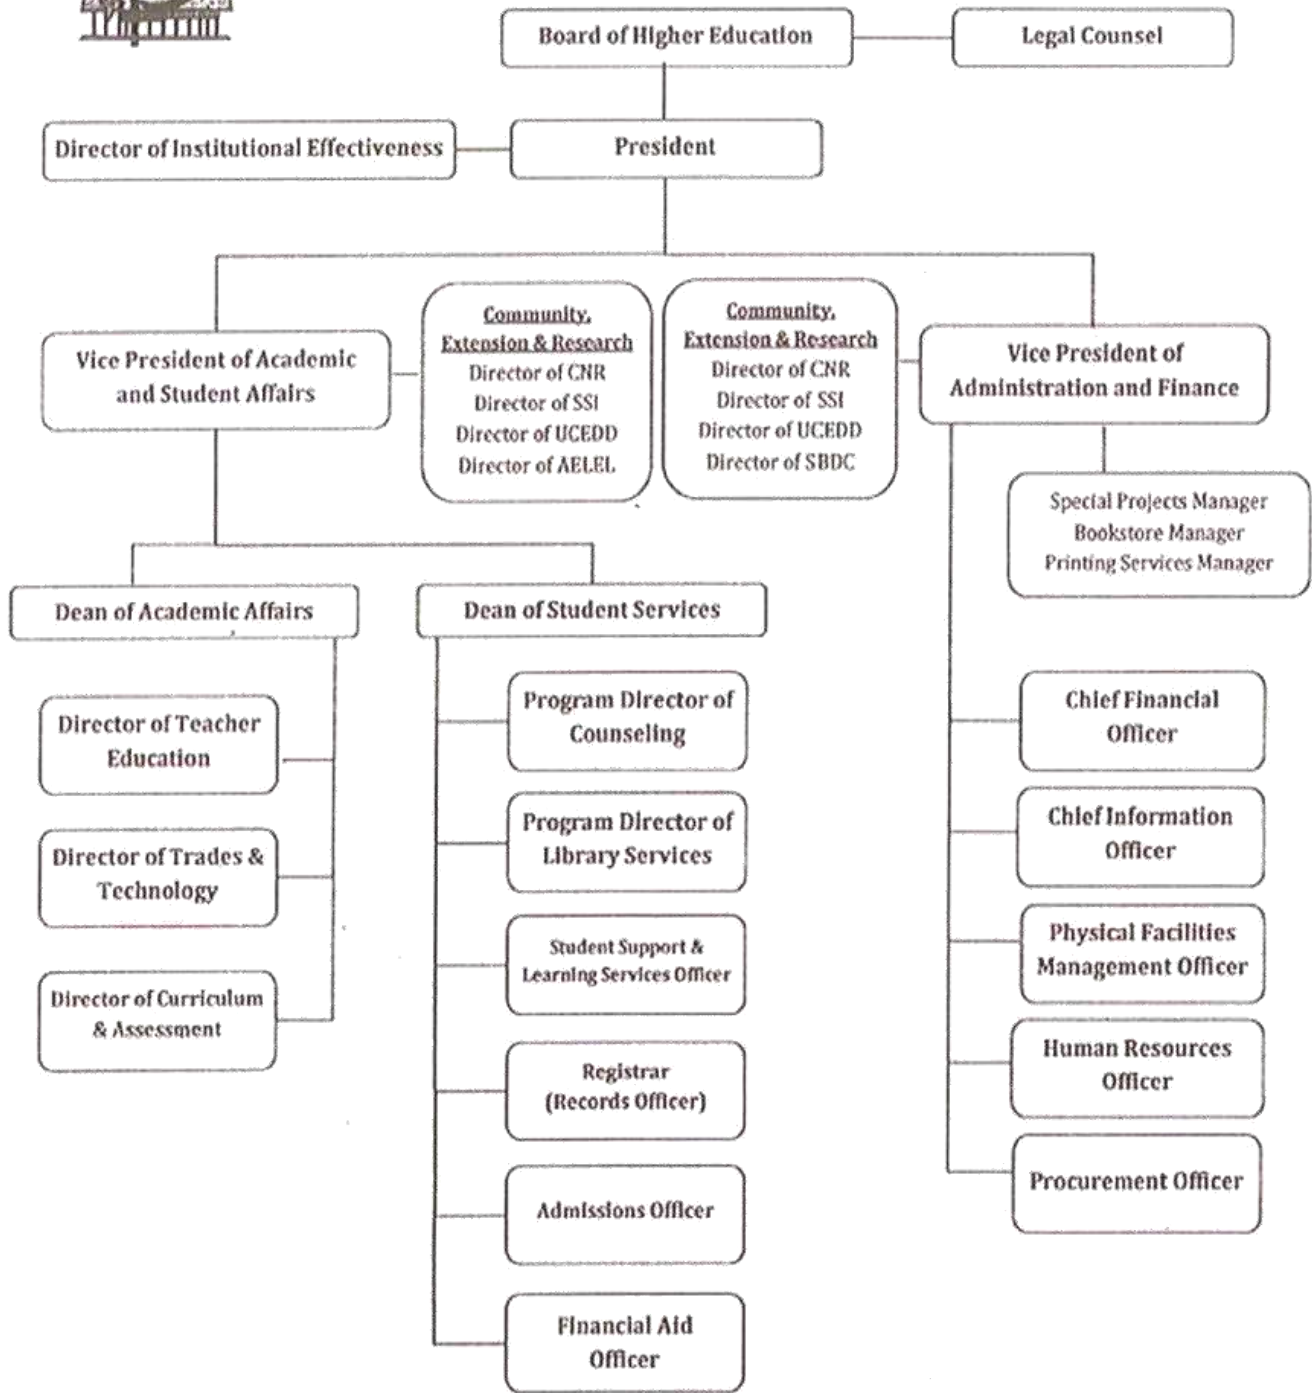 Board of Higher Education
Legal Counsel
Director of Institutional Effectiveness
President
Vice President of Academic
and Student Affairs
Community,
Extension & Research
Director of CNR
Director of SSI
Director of UCEDD
Director of AELEL
Community,
Extension & Research
Director of CNR
Director of SSI
Director of UCEDD
Director of SBDC
Vice President of
Administration and Finance
Special Projects Manager
Bookstore Manager
Printing Services Manager
Dean of Academic Affairs
Director of Teacher
Education
Director of Trades &
Technology
Director of Curriculum
& Assessment
Dean of Student Services
Program Director of
Counseling
Program Director of
Library Services
Student Support &
Learning Services Officer
Registrar
(Records Officer)
Admissions Officer
Financial Aid
Officer
Chief Financial
Officer
Chief Information
Officer
Physical Facilities
Management Officer
Human Resources
Officer
Procurement Officer